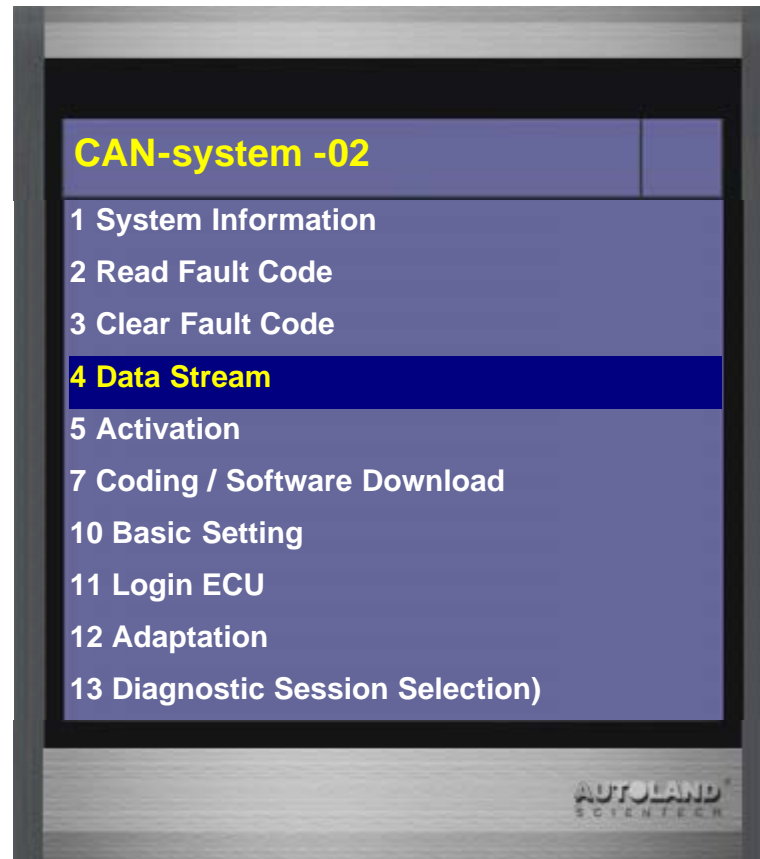 CAN-system -02
1 System Information
2 Read Fault Code
3 Clear Fault Code
4 Data Stream
5 Activation
7 Coding / Software Download
10 Basic Setting
11 Login ECU
12 Adaptation
13 Diagnostic Session Selection)
AUTOLAND
SCIENTECH